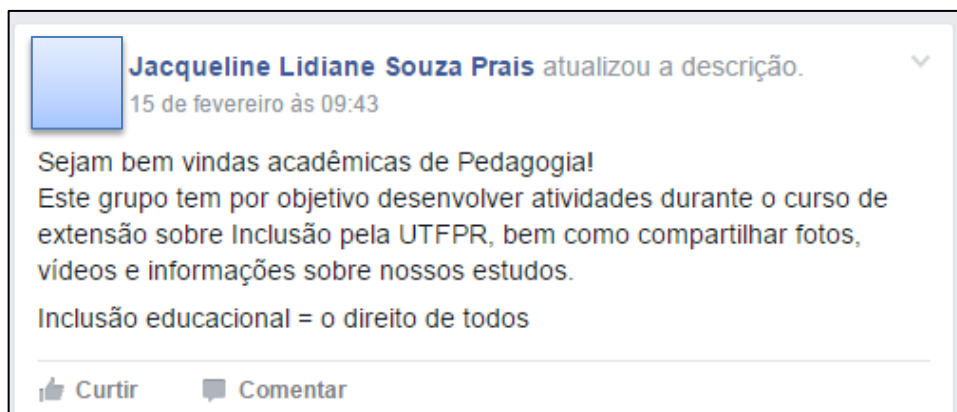 Jacqueline Lidiane Souza Prais atualizou a descrição.
15 de fevereiro às 09:43
Sejam bem vindas acadêmicas de Pedagogia!
Este grupo tem por objetivo desenvolver atividades durante o curso de
extensão sobre Inclusão pela UTFPR, bem como compartilhar fotos,
vídeos e informações sobre nossos estudos.
Inclusão educacional = o direito de todos
Curtir Comentar